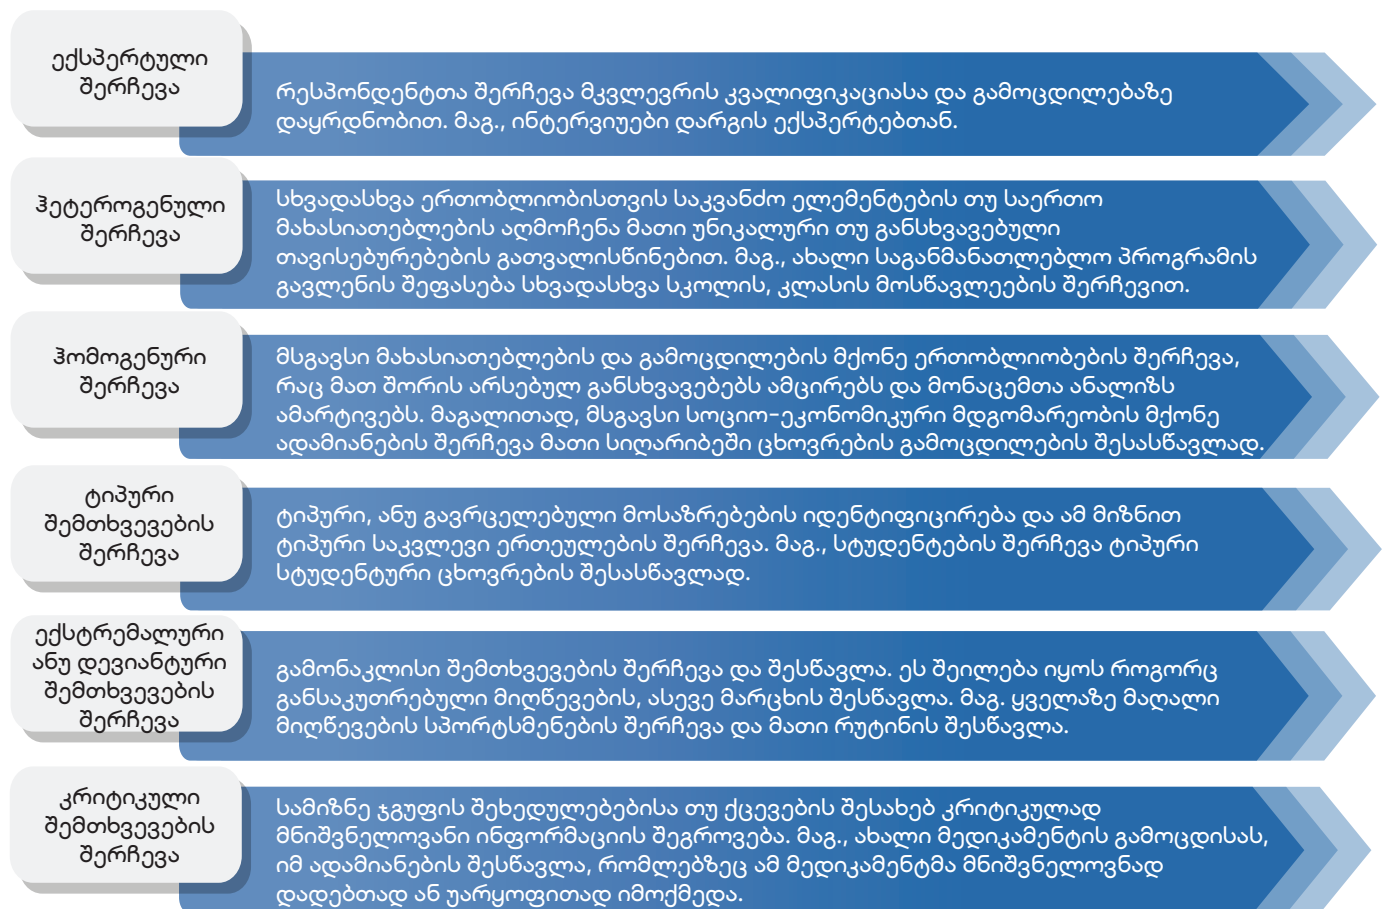 ექსპერტული
შერჩევა
რესპონდენტთა შერჩევა მკვლევრის კვალიფიკაციასა და გამოცდილებაზე
დაყრდნობით. მაგ., ინტერვიუები დარგის ექსპერტებთან.
ჰეტეროგენული
შერჩევა
სხვადასხვა ერთობლიობისთვის საკვანძო ელემენტების თუ საერთო
მახასიათებლების აღმოჩენა მათი უნიკალური თუ განსხვავებული
თავისებურებების გათვალისწინებით. მაგ., ახალი საგანმანათლებლო პროგრამის
გავლენის შეფასება სხვადასხვა სკოლის, კლასის მოსწავლეების შერჩევით.
ჰომოგენური
შერჩევა
მსგავსი მახასიათებლების და გამოცდილების მქონე ერთობლიობების შერჩევა,
რაც მათ შორის არსებულ განსხვავებებს ამცირებს და მონაცემთა ანალიზს
ამარტივებს. მაგალითად, მსგავსი სოციო-ეკონომიკური მდგომარეობის მქონე
ადამიანების შერჩევა მათი სიღარიბეში ცხოვრების გამოცდილების შესასწავლად.
ტიპური
შემთხვევების
შერჩევა
ტიპური, ანუ გავრცელებული მოსაზრებების იდენტიფიცირება და ამ მიზნით
ტიპური საკვლევი ერთეულების შერჩევა. მაგ., სტუდენტების შერჩევა ტიპური
სტუდენტური ცხოვრების შესასწავლად.
ექსტრემალური
ანუ დევიანტური
შემთხვევების
შერჩევა
გამონაკლისი შემთხვევების შერჩევა და შესწავლა. ეს შეილება იყოს როგორც
განსაკუთრებული მიღწევების, ასევე მარცხის შესწავლა. მაგ. ყველაზე მაღალი
მიღწევების სპორტსმენების შერჩევა და მათი რუტინის შესწავლა.
კრიტიკული
შემთხვევების
შერჩევა
სამიზნე ჯგუფის შეხედულებებისა თუ ქცევების შესახებ კრიტიკულად
მნიშვნელოვანი ინფორმაციის შეგროვება. მაგ., ახალი მედიკამენტის გამოცდისას,
იმ ადამიანების შესწავლა, რომლებზეც ამ მედიკამენტმა მნიშვნელოვნად
დადებთად ან უარყოფითად იმოქმედა.